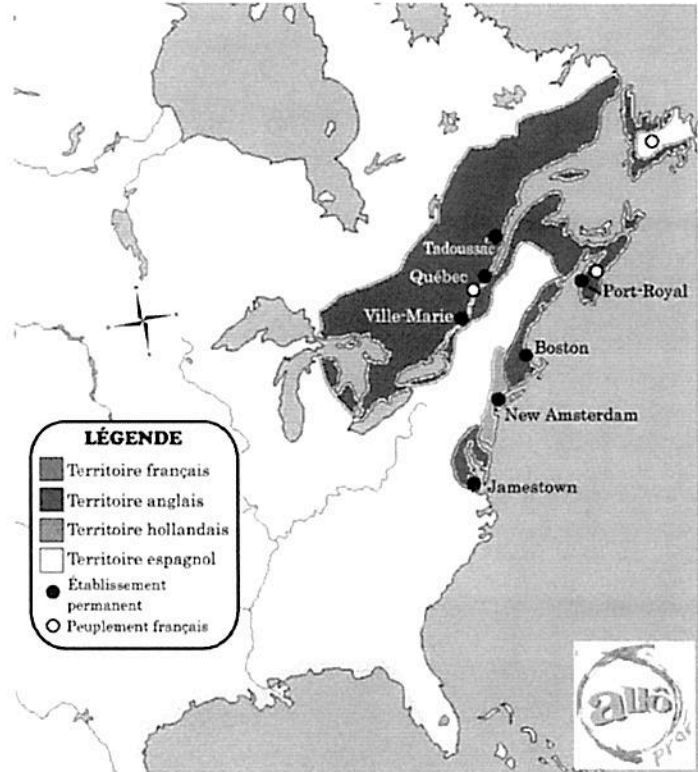 Tadoussac
Québec
Ville-Marie
Port-Royal
Boston
New Amsterdam
Jamestown
LÉGENDE
Territoire français
Territoire anglais
Territoire hollandais
Territoire espagnol
Établissement
permanent
Peuplement français
allô
prof